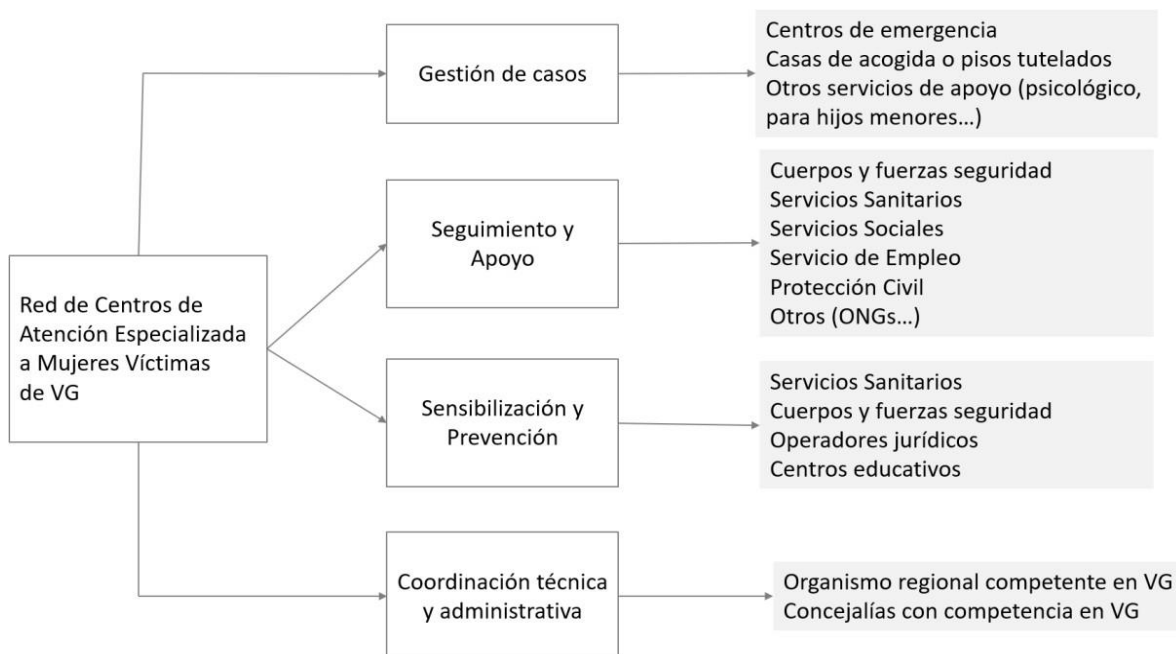 Red de Centros de
Atención Especializada
a Mujeres Víctimas
de VG
Gestión de casos
Centros de emergencia
Casas de acogida o pisos tutelados
Otros servicios de apoyo (psicológico,
para hijos menores…)
Seguimiento y
Apoyo
Cuerpos y fuerzas seguridad
Servicios Sanitarios
Servicios Sociales
Servicio de Empleo
Protección Civil
Otros (ONGs…)
Sensibilización y
Prevención
Servicios Sanitarios
Cuerpos y fuerzas seguridad
Operadores jurídicos
Centros educativos
Coordinación técnica
y administrativa
Organismo regional competente en VG
Concejalías con competencia en VG